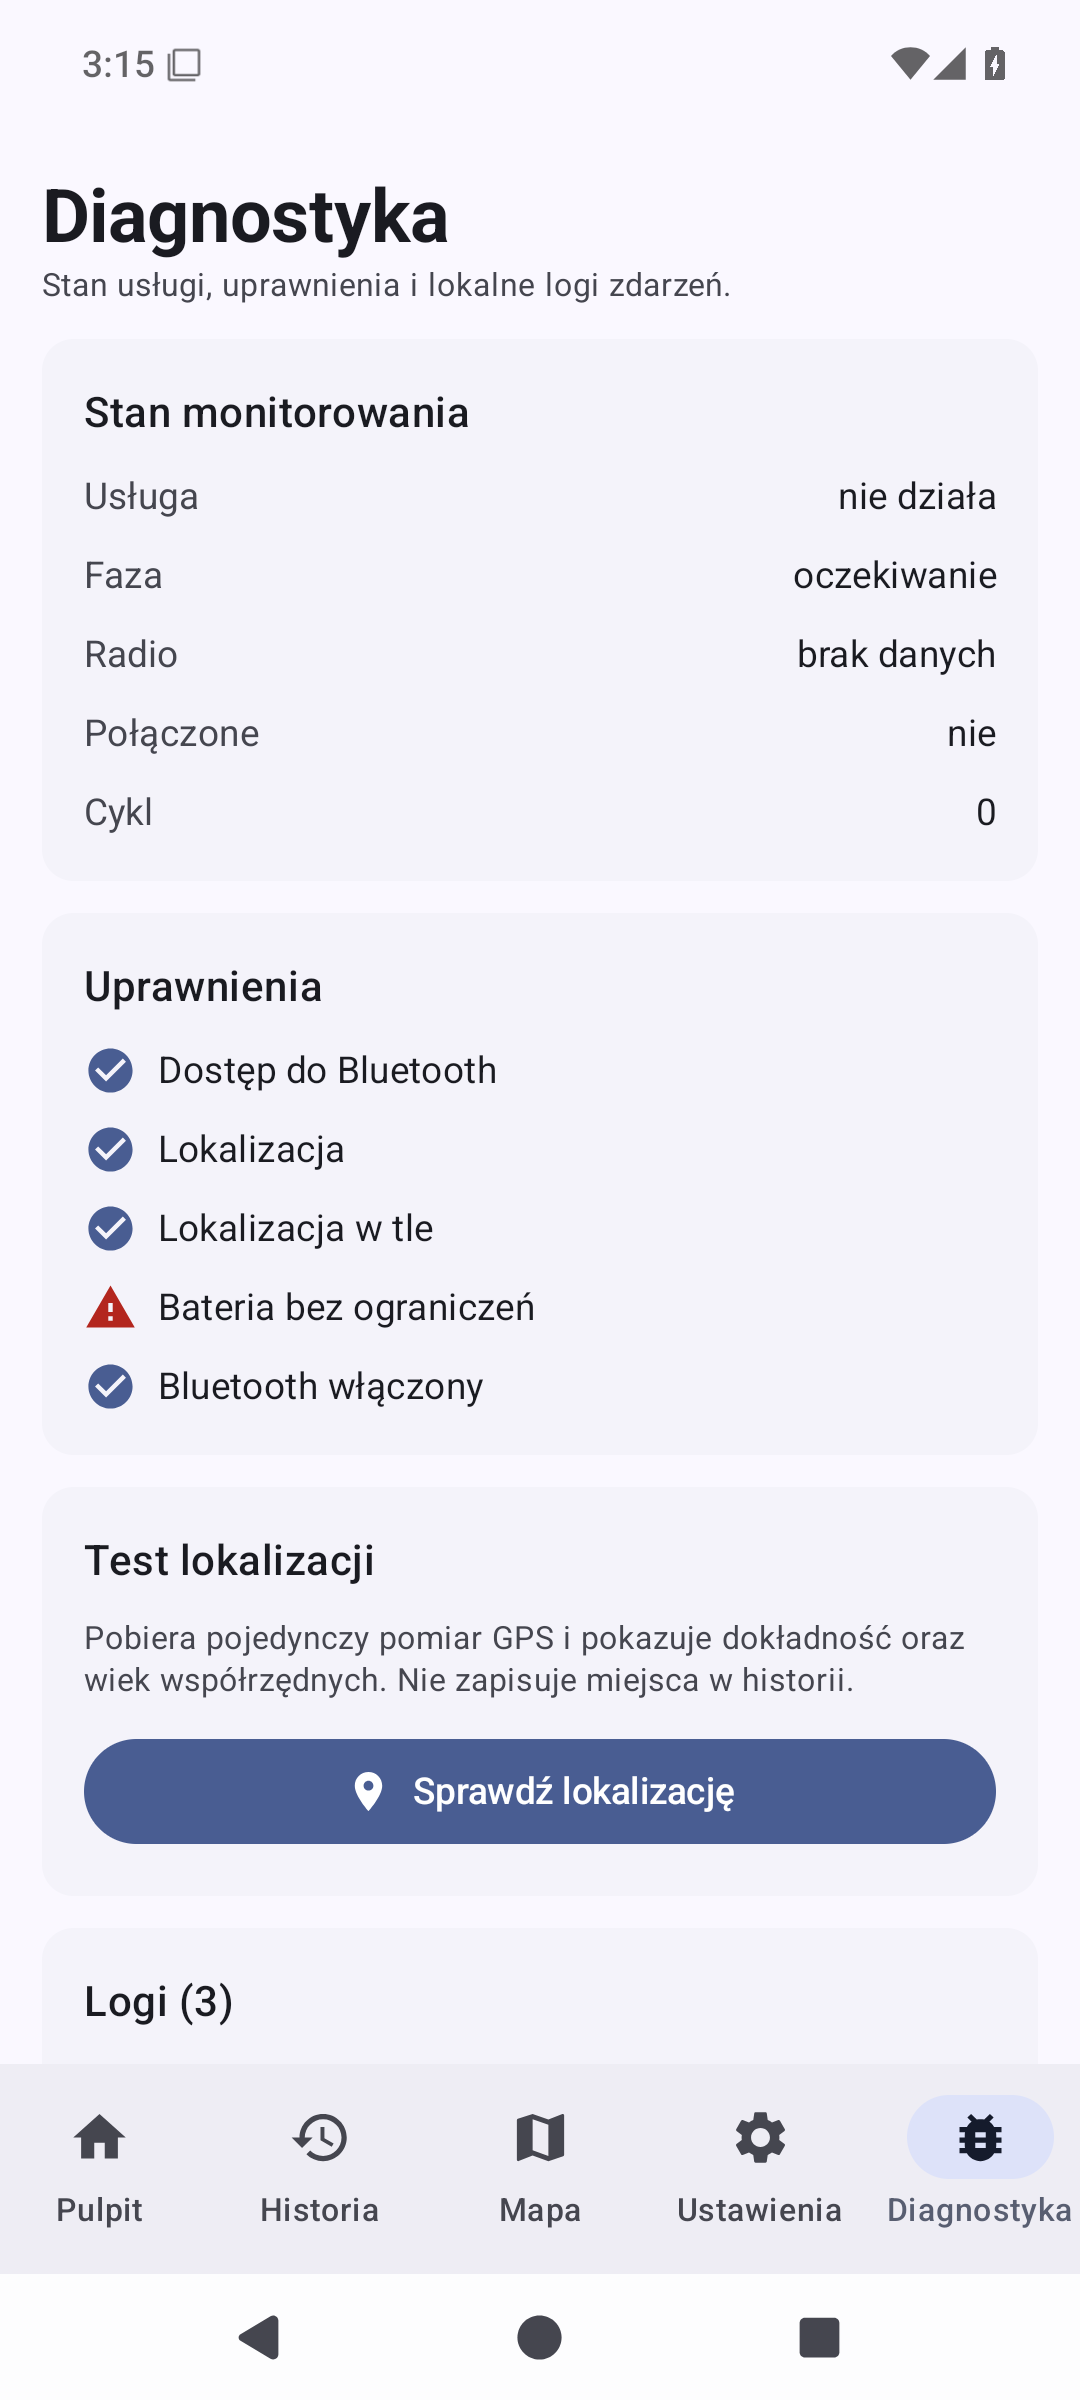 3:15
Diagnostyka
Stan usługi, uprawnienia i lokalne logi zdarzeń.
Stan monitorowania
Usługa nie działa
Faza oczekiwanie
Radio brak danych
Połączone nie
Cykl 0
Uprawnienia
Dostęp do Bluetooth
Lokalizacja
Lokalizacja w tle
Bateria bez ograniczeń
Bluetooth włączony
Test lokalizacji
Pobiera pojedynczy pomiar GPS i pokazuje dokładność oraz
wiek współrzędnych. Nie zapisuje miejsca w historii.
Sprawdź lokalizację
Logi (3)
Pulpit Historia Mapa Ustawienia Diagnostyka